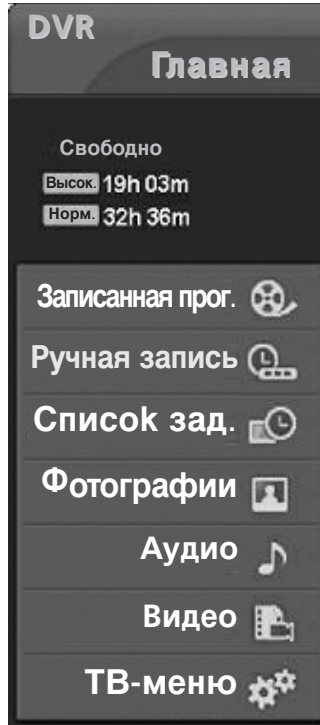 DVR
Главная
Свободно
Высок. 19h 03m
Норм. 32h 36m
Записанная прог.
Ручная запись
Список зад.
Фотографии
Аудио
Видео
ТВ-меню